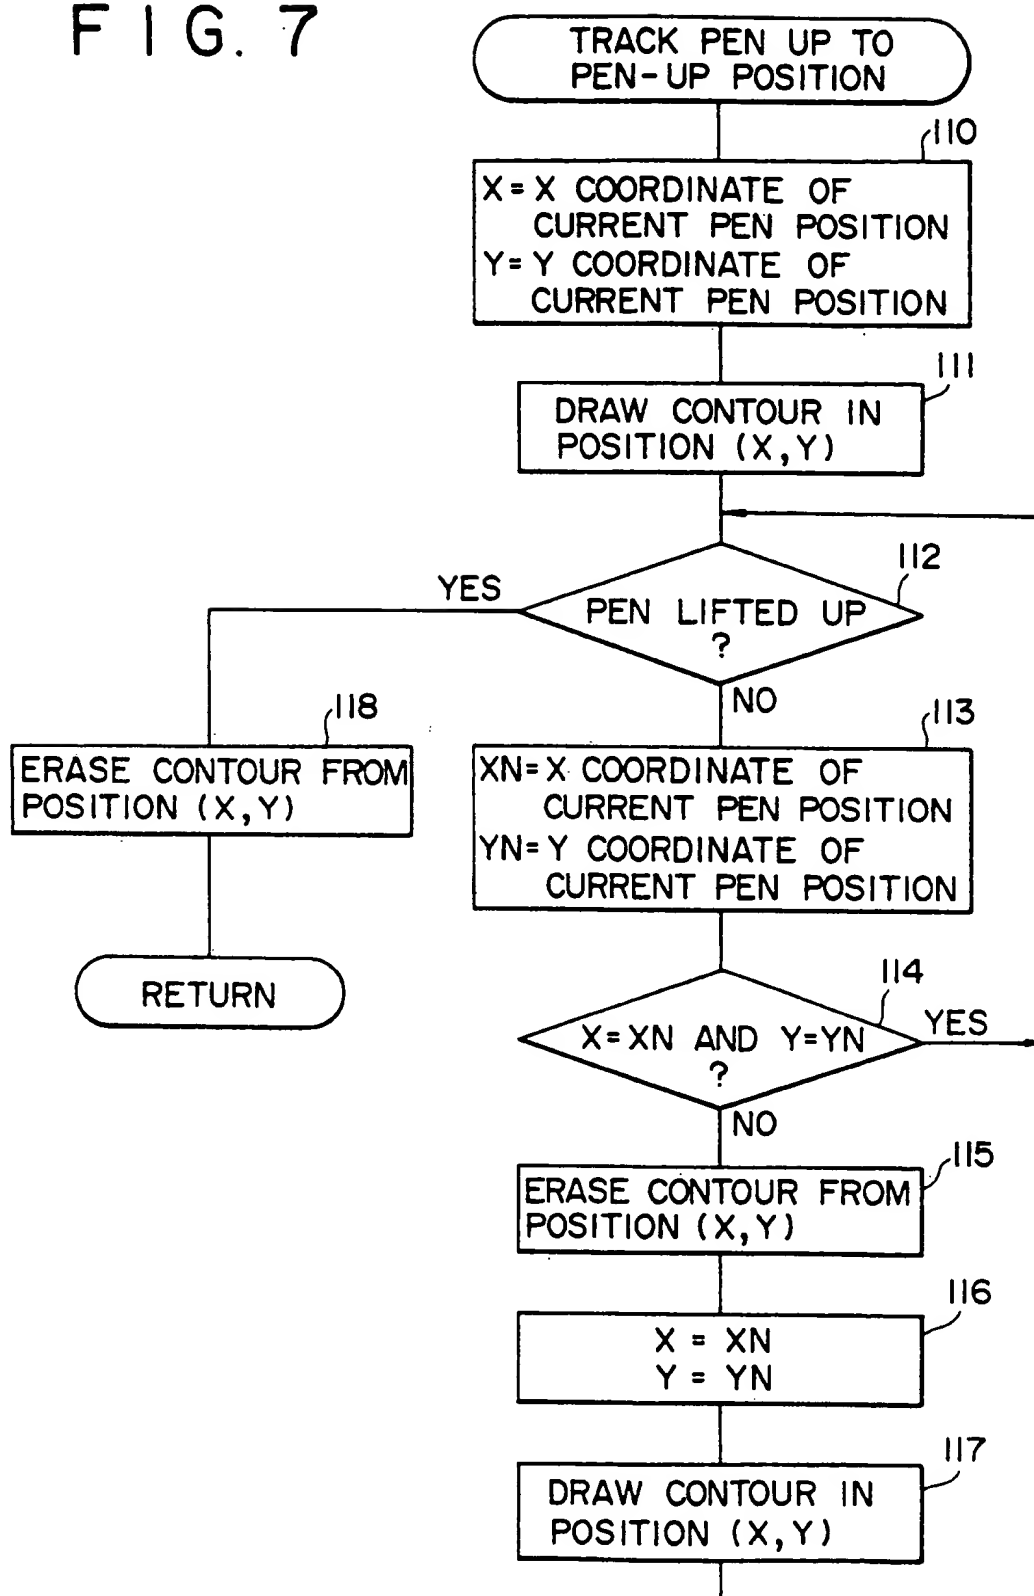 FIG. 7
TRACK PEN UP TO
PEN-UP POSITION
110
X = X COORDINATE OF
CURRENT PEN POSITION
Y = Y COORDINATE OF
CURRENT PEN POSITION
111
DRAW CONTOUR IN
POSITION (X,Y)
112
YES
PEN LIFTED UP
?
NO
118
ERASE CONTOUR FROM
POSITION (X,Y)
RETURN
113
XN=X COORDINATE OF
CURRENT PEN POSITION
YN=Y COORDINATE OF
CURRENT PEN POSITION
114
X=XN AND Y=YN
?
YES
NO
115
ERASE CONTOUR FROM
POSITION (X,Y)
116
X = XN
Y = YN
117
DRAW CONTOUR IN
POSITION (X,Y)